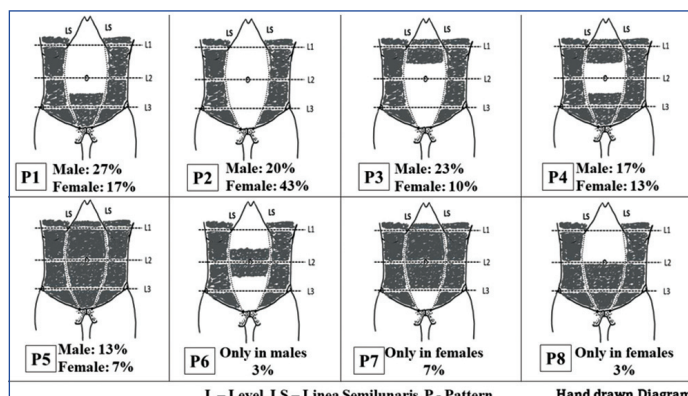 LS LS
L1
L2
L3
P1
Male: 27%
Female: 17%
LS LS
L1
L2
L3
P2
Male: 20%
Female: 43%
LS LS
L1
L2
L3
P3
Male: 23%
Female: 10%
LS LS
L1
L2
L3
P4
Male: 17%
Female: 13%
LS LS
L1
L2
L3
P5
Male: 13%
Female: 7%
LS LS
L1
L2
L3
P6
Only in males
3%
LS LS
L1
L2
L3
P7
Only in females
7%
LS LS
L1
L2
L3
P8
Only in females
3%
L – Level, LS – Linea Semilunaris, P - Pattern
Hand drawn Diagram